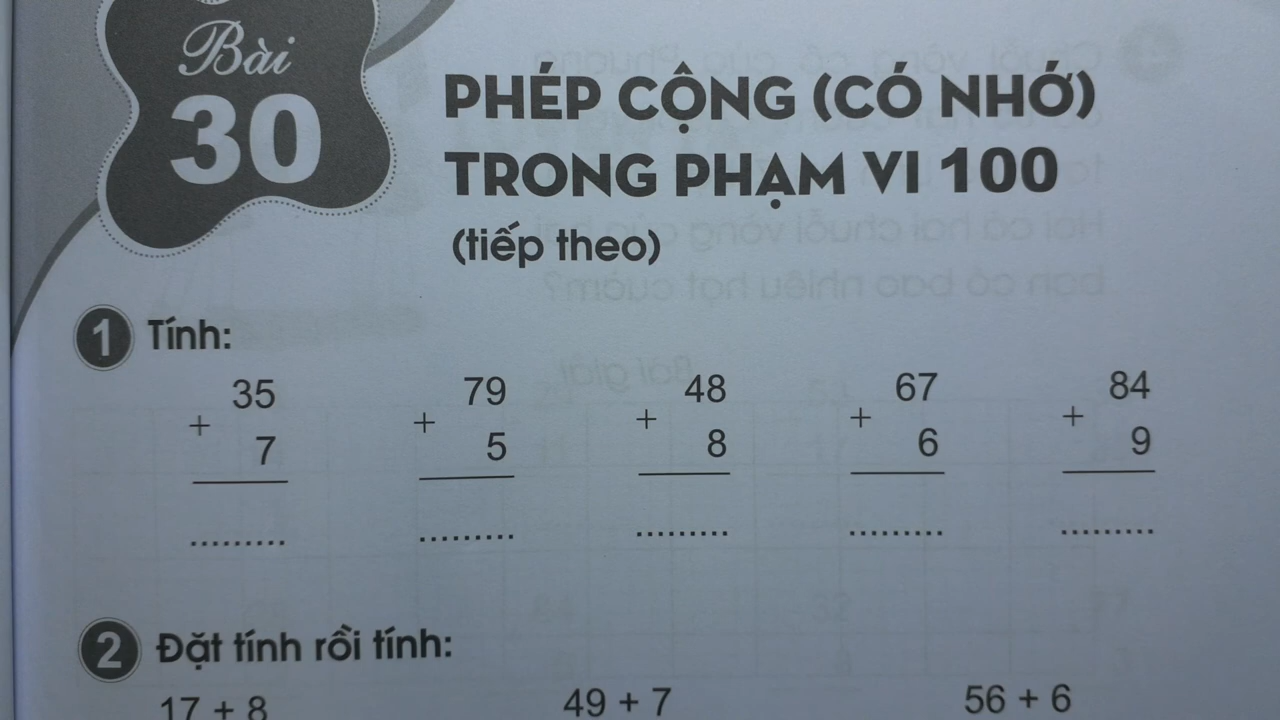 Bài
30
PHÉP CỘNG (CÓ NHỚ)
TRONG PHẠM VI 100
(tiếp theo)
1 Tính:
35 79 48 67 84
+ + + + +
7 5 8 6 9
......... ......... ......... ......... .........
2 Đặt tính rồi tính:
17 + 8 49 + 7 56 + 6